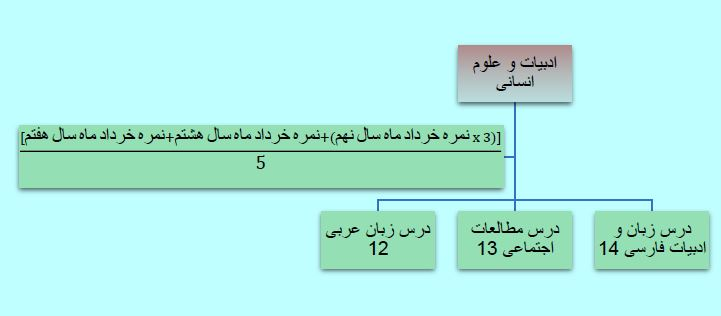 ادبیات و علوم
انسانی
[(3 x نمره خرداد ماه سال نهم)+نمره خرداد ماه سال هشتم+نمره خرداد ماه سال هفتم]
5
درس زبان و
ادبیات فارسی 14
درس مطالعات
اجتماعی 13
درس زبان عربی
12